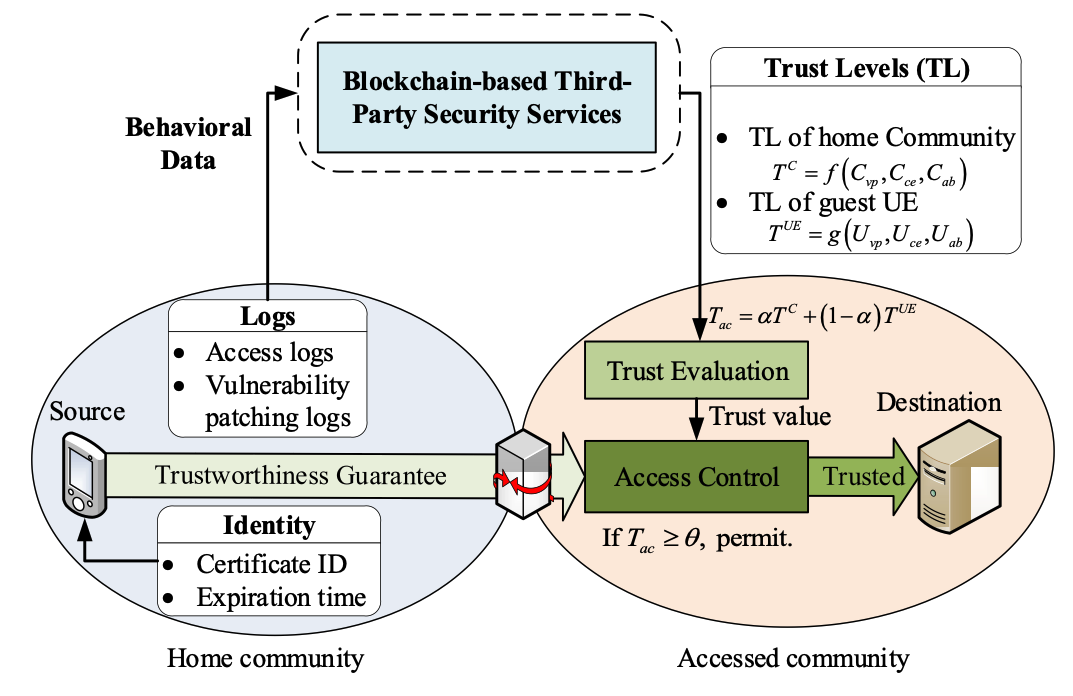 Blockchain-based Third-
Party Security Services
Behavioral
Data
Trust Levels (TL)
• TL of home Community
T^C = f(C_vp, C_ce, C_ab)
• TL of guest UE
T^UE = g(U_vp, U_ce, U_ab)
Logs
• Access logs
• Vulnerability
patching logs
T_ac = αT^C + (1−α)T^UE
Trust Evaluation
Trust value
Source
Destination
Trustworthiness Guarantee
Access Control
Trusted
If T_ac ≥ θ, permit.
Identity
• Certificate ID
• Expiration time
Home community
Accessed community